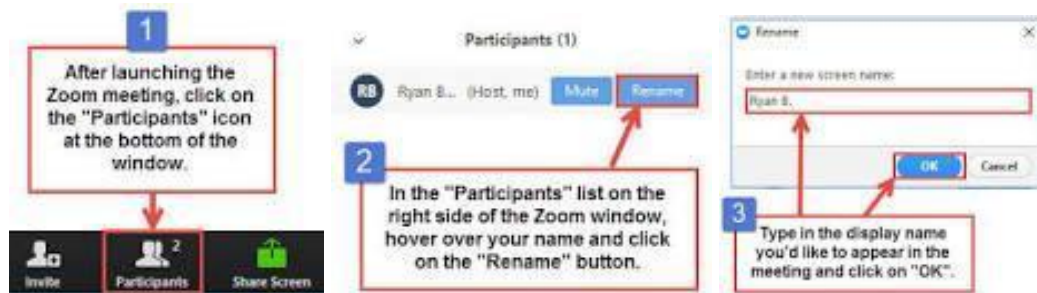 1
After launching the
Zoom meeting, click on
the "Participants" icon
at the bottom of the
window.
Invite
Participants
2
Share Screen
Participants (1)
RB
Ryan B... (Host, me)
Mute
Rename
2
In the "Participants" list on the
right side of the Zoom window,
hover over your name and click
on the "Rename" button.
Rename
Enter a new screen name:
Ryan B.
OK
Cancel
3
Type in the display name
you'd like to appear in the
meeting and click on "OK".